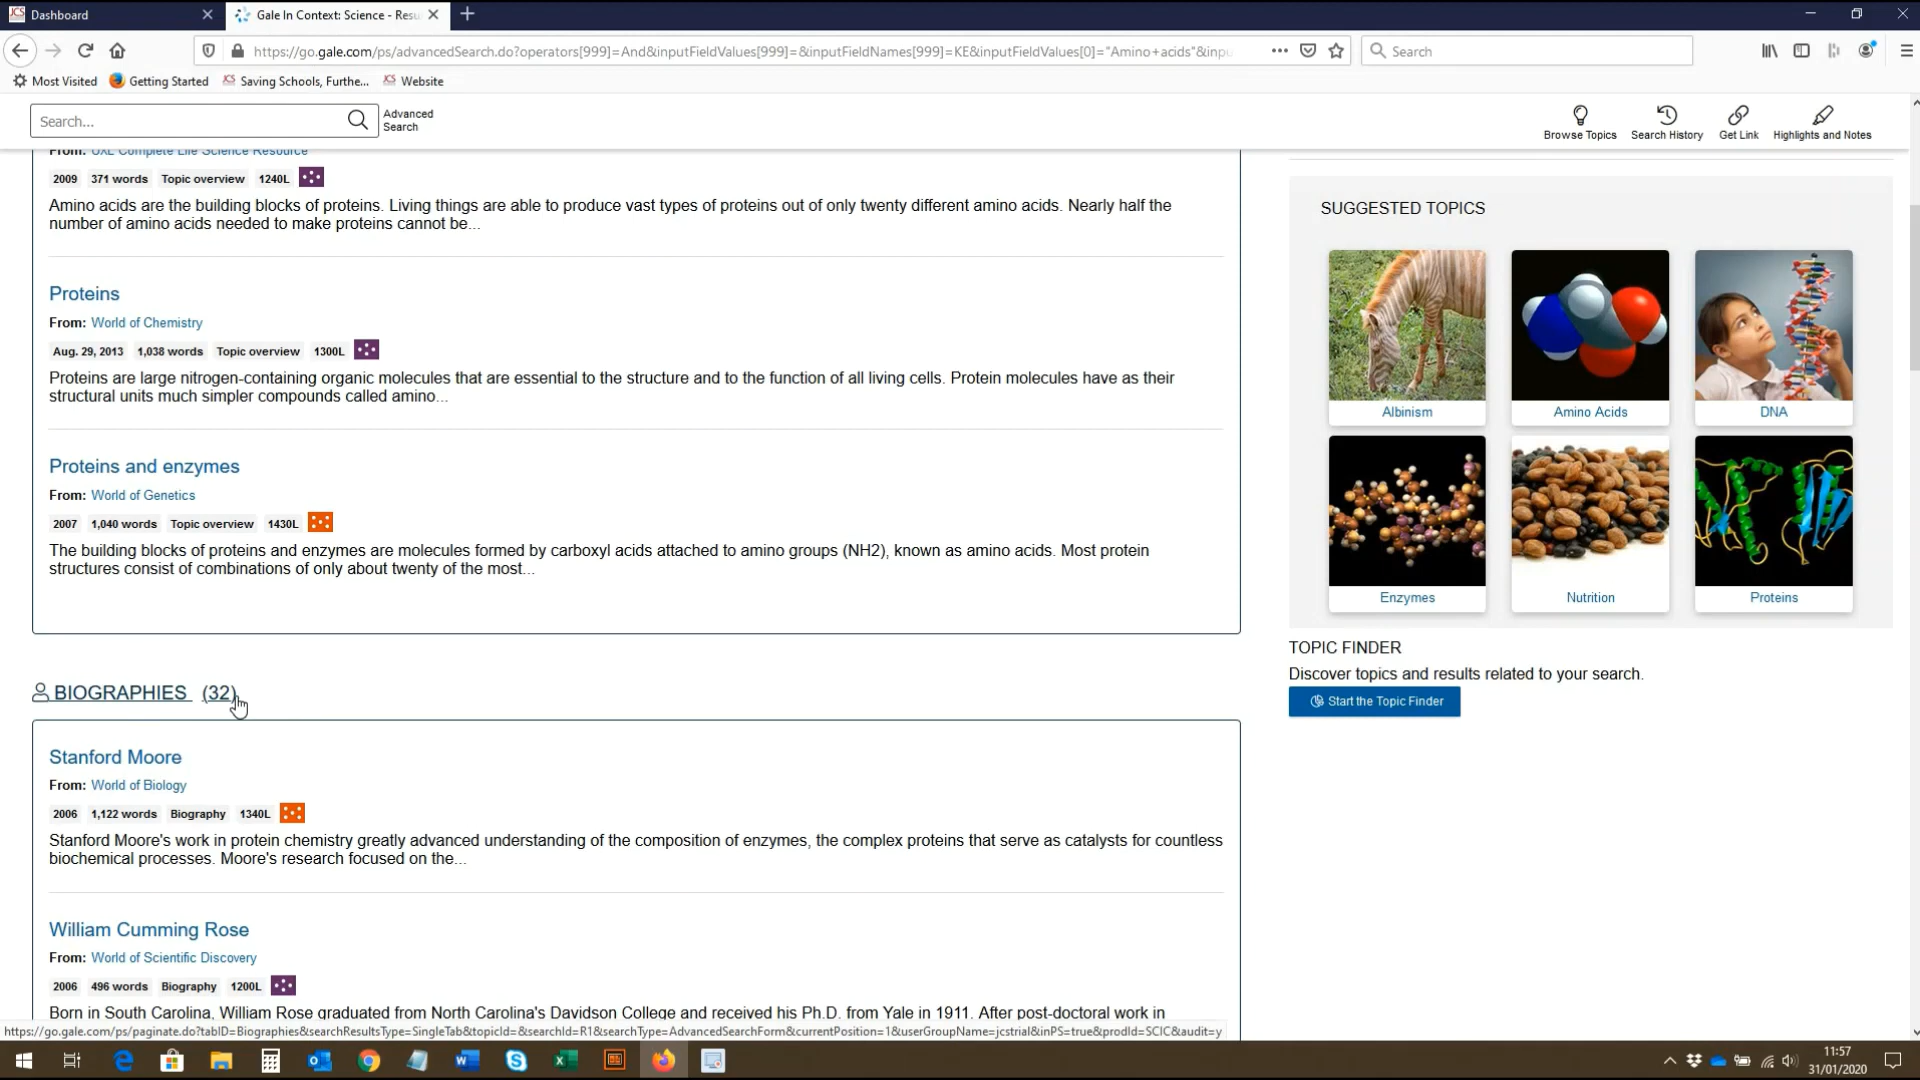 Dashboard
Gale In Context: Science - Resu
https://go.gale.com/ps/advancedSearch.do?operators[999]=And&inputFieldValues[999]=&inputFieldNames[999]=KE&inputFieldValues[0]="Amino+acids"&inpu
Search
Most Visited
Getting Started
Saving Schools, Furthe...
Website
Search...
Advanced
Search
Browse Topics
Search History
Get Link
Highlights and Notes
From: UXL Complete Life Science Resource
2009 371 words Topic overview 1240L
Amino acids are the building blocks of proteins. Living things are able to produce vast types of proteins out of only twenty different amino acids. Nearly half the
number of amino acids needed to make proteins cannot be...
Proteins
From: World of Chemistry
Aug. 29, 2013 1,038 words Topic overview 1300L
Proteins are large nitrogen-containing organic molecules that are essential to the structure and to the function of all living cells. Protein molecules have as their
structural units much simpler compounds called amino...
Proteins and enzymes
From: World of Genetics
2007 1,040 words Topic overview 1430L
The building blocks of proteins and enzymes are molecules formed by carboxyl acids attached to amino groups (NH2), known as amino acids. Most protein
structures consist of combinations of only about twenty of the most...
BIOGRAPHIES (32)
Stanford Moore
From: World of Biology
2006 1,122 words Biography 1340L
Stanford Moore's work in protein chemistry greatly advanced understanding of the composition of enzymes, the complex proteins that serve as catalysts for countless
biochemical processes. Moore's research focused on the...
William Cumming Rose
From: World of Scientific Discovery
2006 496 words Biography 1200L
Born in South Carolina, William Rose graduated from North Carolina's Davidson College and received his Ph.D. from Yale in 1911. After post-doctoral work in
SUGGESTED TOPICS
Albinism
Amino Acids
DNA
Enzymes
Nutrition
Proteins
TOPIC FINDER
Discover topics and results related to your search.
Start the Topic Finder
https://go.gale.com/ps/paginate.do?tabID=Biographies&searchResultsType=SingleTab&topicId=&searchId=R1&searchType=AdvancedSearchForm&currentPosition=1&userGroupName=jcstrial&inPS=true&prodId=SCIC&audit=y
11:57
31/01/2020